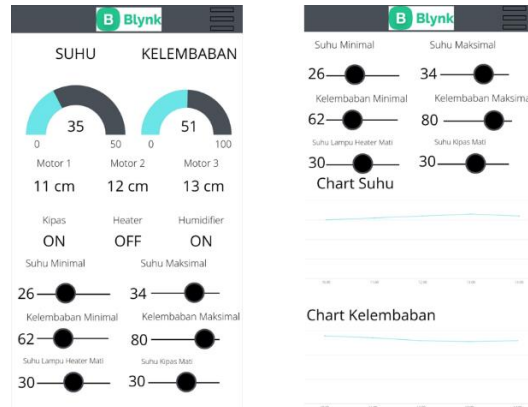 B Blynk
SUHU KELEMBABAN
35 51
0 50 0 100
Motor 1 Motor 2 Motor 3
11 cm 12 cm 13 cm
Kipas Heater Humidifier
ON OFF ON
Suhu Minimal Suhu Maksimal
26 34
Kelembaban Minimal Kelembaban Maksimal
62 80
Suhu Lampu Heater Mati Suhu Kipas Mati
30 30
B Blynk
Suhu Minimal Suhu Maksimal
26 34
Kelembaban Minimal Kelembaban Maksima
62 80
Suhu Lampu Heater Mati Suhu Kipas Mati
30 30
Chart Suhu
Chart Kelembaban